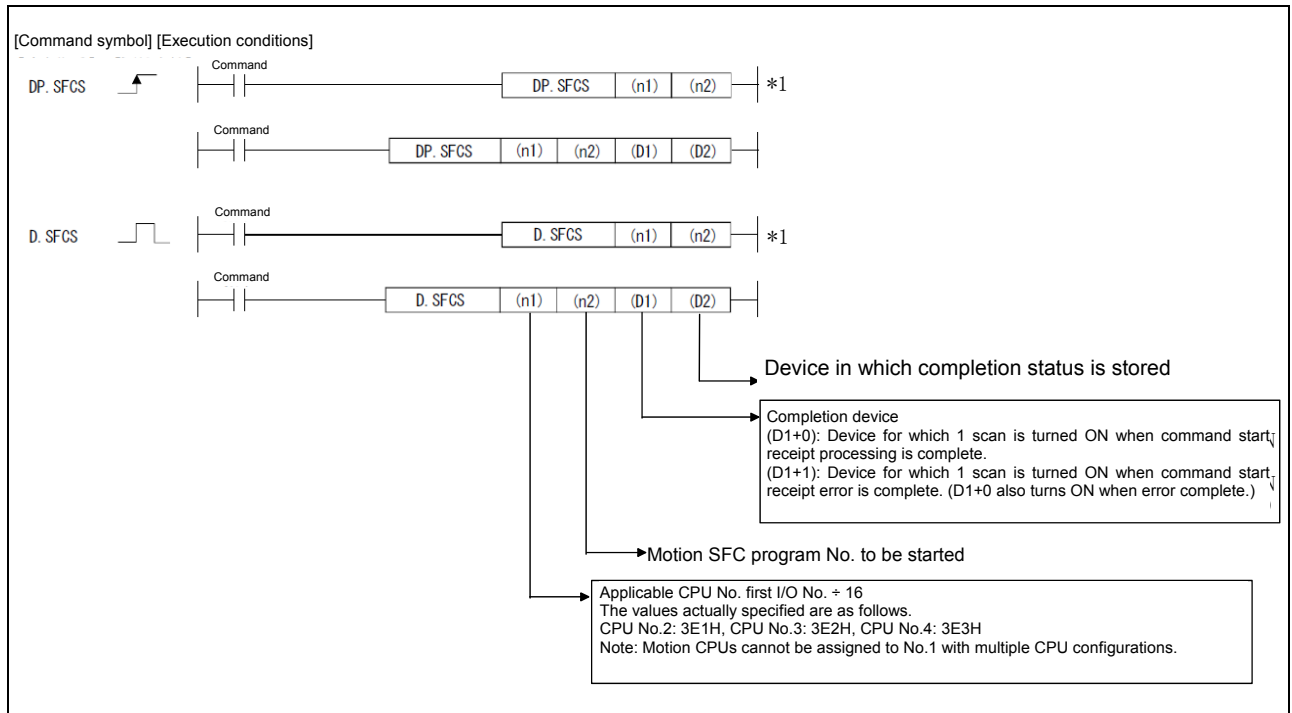 [Command symbol] [Execution conditions]
Command
DP. SFCS
DP. SFCS (n1) (n2) *1
Command
DP. SFCS (n1) (n2) (D1) (D2)
Command
D. SFCS
D. SFCS (n1) (n2) *1
Command
D. SFCS (n1) (n2) (D1) (D2)
Device in which completion status is stored
Completion device
(D1+0): Device for which 1 scan is turned ON when command start
receipt processing is complete.
(D1+1): Device for which 1 scan is turned ON when command start
receipt error is complete. (D1+0 also turns ON when error complete.)
Motion SFC program No. to be started
Applicable CPU No. first I/O No. ÷ 16
The values actually specified are as follows.
CPU No.2: 3E1H, CPU No.3: 3E2H, CPU No.4: 3E3H
Note: Motion CPUs cannot be assigned to No.1 with multiple CPU configurations.